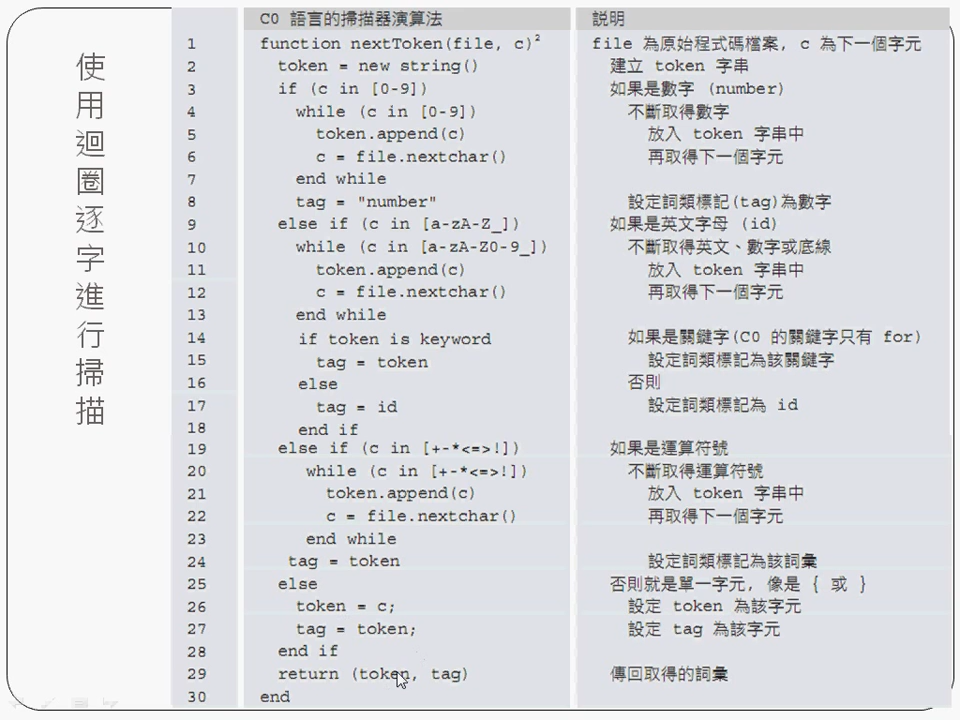 使用迴圈逐字進行掃描
C0 語言的掃描器演算法 説明
1 function nextToken(file, c)² file 為原始程式碼檔案, c 為下一個字元
2 token = new string() 建立 token 字串
3 if (c in [0-9]) 如果是數字 (number)
4 while (c in [0-9]) 不斷取得數字
5 token.append(c) 放入 token 字串中
6 c = file.nextchar() 再取得下一個字元
7 end while
8 tag = "number" 設定詞類標記(tag)為數字
9 else if (c in [a-zA-Z_]) 如果是英文字母 (id)
10 while (c in [a-zA-Z0-9_]) 不斷取得英文、數字或底線
11 token.append(c) 放入 token 字串中
12 c = file.nextchar() 再取得下一個字元
13 end while
14 if token is keyword 如果是關鍵字(C0 的關鍵字只有 for)
15 tag = token 設定詞類標記為該關鍵字
16 else 否則
17 tag = id 設定詞類標記為 id
18 end if
19 else if (c in [+-*<=>!]) 如果是運算符號
20 while (c in [+-*<=>!]) 不斷取得運算符號
21 token.append(c) 放入 token 字串中
22 c = file.nextchar() 再取得下一個字元
23 end while
24 tag = token 設定詞類標記為該詞彙
25 else 否則就是單一字元, 像是 { 或 }
26 token = c; 設定 token 為該字元
27 tag = token; 設定 tag 為該字元
28 end if
29 return (token, tag) 傳回取得的詞彙
30 end